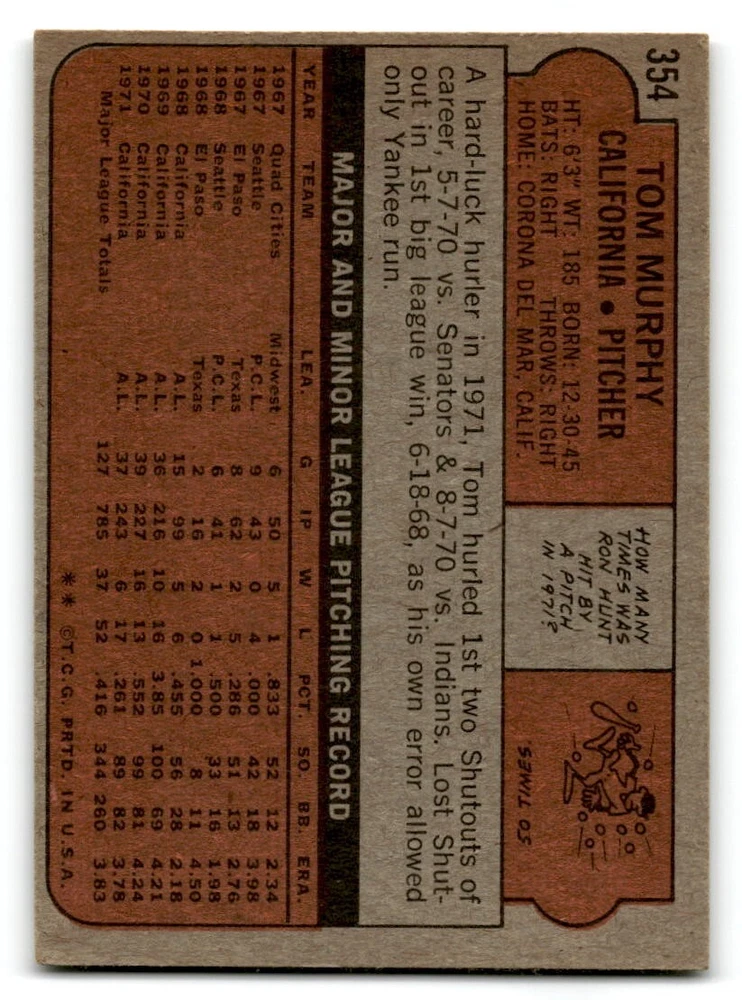 354
TOM MURPHY
CALIFORNIA • PITCHER
HT: 6'3" WT: 185 BORN: 12-30-45
BATS: RIGHT THROWS: RIGHT
HOME: CORONA DEL MAR, CALIF.
HOW MANY
TIMES WAS
RON HUNT
HIT BY
A PITCH
IN 1971?
50 TIMES
A hard-luck hurler in 1971, Tom hurled 1st two Shutouts of
career, 5-7-70 vs. Senators & 8-7-70 vs. Indians. Lost Shut-
out in 1st big league win, 6-18-68, as his own error allowed
only Yankee run.
MAJOR AND MINOR LEAGUE PITCHING RECORD
YEAR TEAM LEA. G IP W L PCT. SO. BB. ERA.
1967 Quad Cities Midwest 6 50 5 1 .833 52 12 2.34
1967 Seattle P.C.L. 9 43 0 4 .000 42 18 3.98
1967 El Paso Texas 8 62 2 5 .286 51 13 2.76
1968 Seattle P.C.L. 6 41 1 1 .500 33 16 1.98
1968 El Paso Texas 2 16 2 0 1.000 8 11 4.50
1968 California A.L. 15 99 5 6 .455 56 28 2.18
1969 California A.L. 36 216 10 16 3.85 100 69 4.21
1970 California A.L. 39 227 16 13 .552 99 81 4.24
1971 California A.L. 37 243 6 17 .261 89 82 3.78
Major League Totals 127 785 37 52 .416 344 260 3.83
** ©T.C.G. PRTD. IN U.S.A.